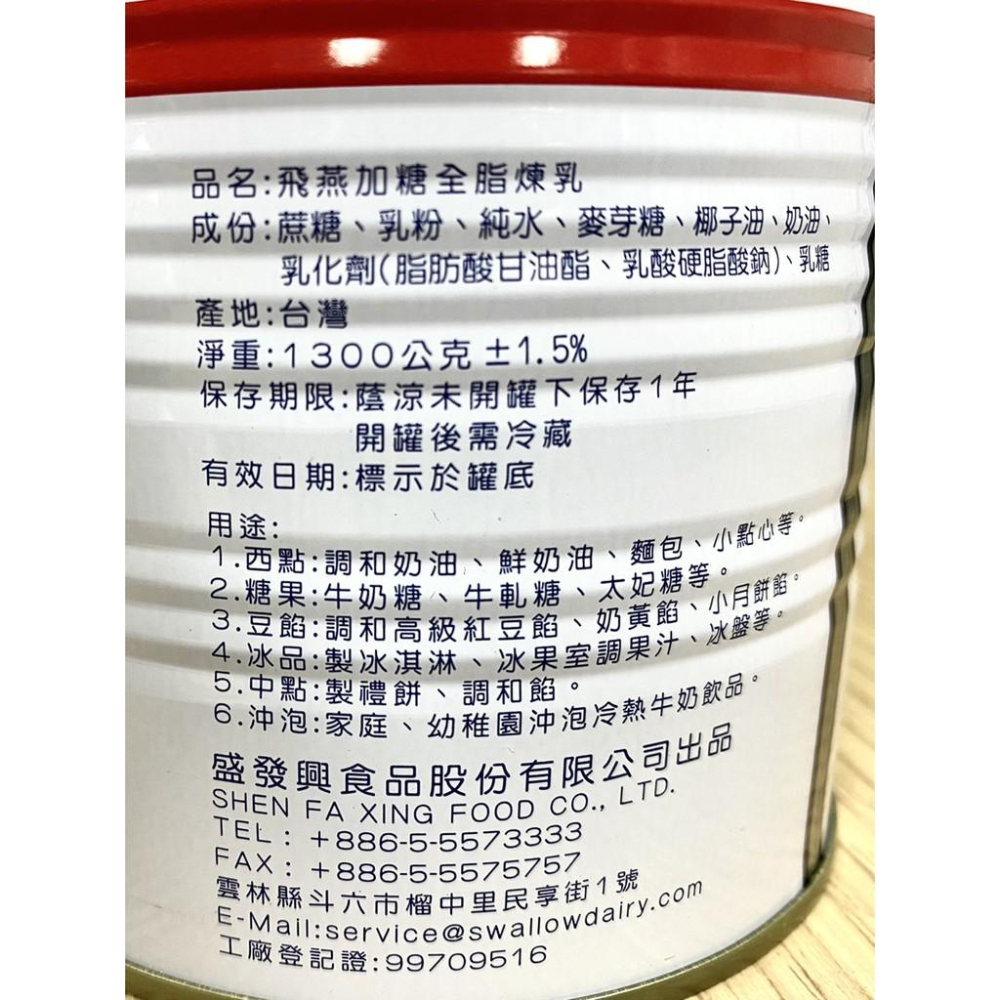 品名:飛燕加糖全脂煉乳
成份:蔗糖、乳粉、純水、麥芽糖、椰子油、奶油、
乳化劑(脂肪酸甘油酯、乳酸硬脂酸鈉)、乳糖
產地:台灣
淨重:1300公克±1.5%
保存期限:蔭涼未開罐下保存1年
開罐後需冷藏
有效日期:標示於罐底
用途:
1.西點:調和奶油、鮮奶油、麵包、小點心等。
2.糖果:牛奶糖、牛軋糖、太妃糖等。
3.豆餡:調和高級紅豆餡、奶黃餡、小月餅餡。
4.冰品:製冰淇淋、冰果室調果汁、冰盤等。
5.中點:製禮餅、調和餡。
6.沖泡:家庭、幼稚園沖泡冷熱牛奶飲品。
盛發興食品股份有限公司出品
SHEN FA XING FOOD CO., LTD.
TEL: +886-5-5573333
FAX: +886-5-5575757
雲林縣斗六市榴中里民享街1號
E-Mail:service@swallowdairy.com
工廠登記證:99709516